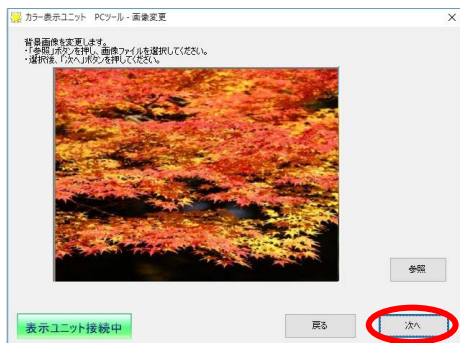 カラー表示ユニット PCツール - 画像変更
背景画像を変更します。
・「参照」ボタンを押し、画像ファイルを選択してください。
・選択後、「次へ」ボタンを押してください。
参照
表示ユニット接続中
戻る
次へ